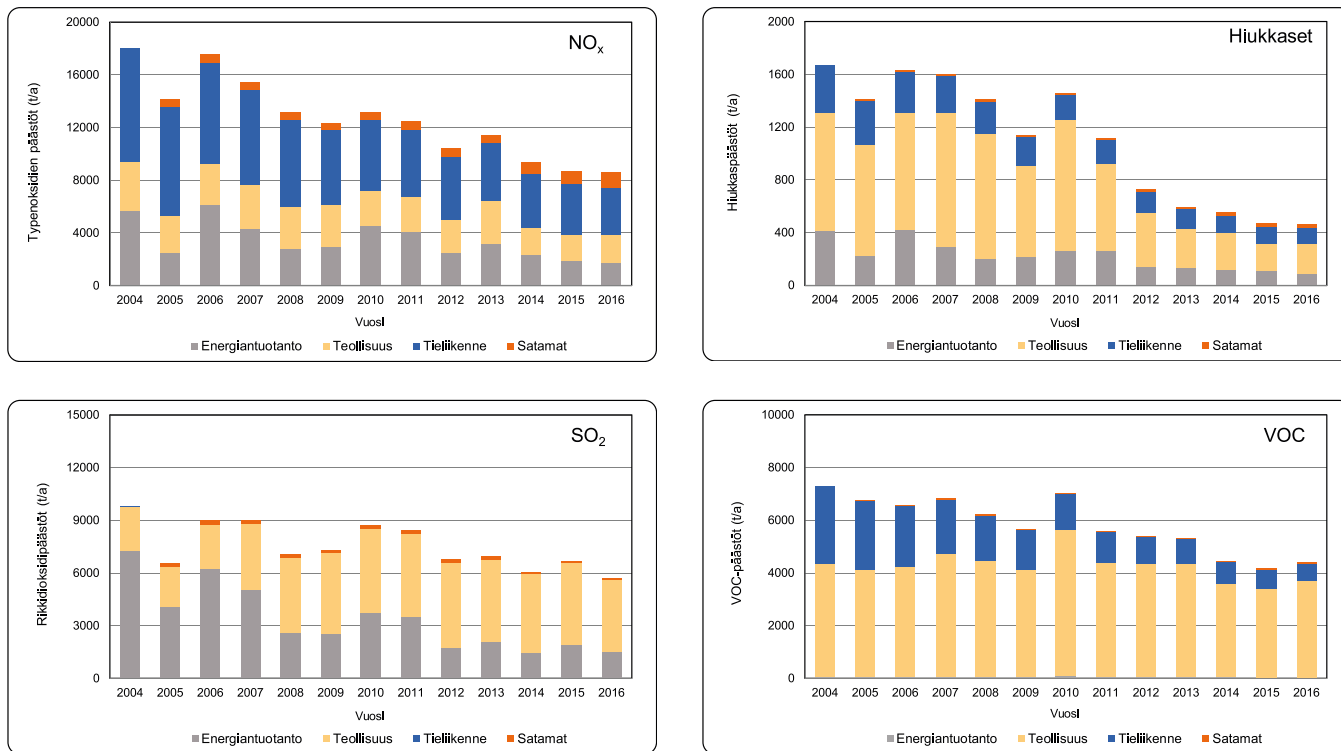 NOₓ
Typenoksidien päästöt (t/a)
20000
16000
12000
8000
4000
0
2004 2005 2006 2007 2008 2009 2010 2011 2012 2013 2014 2015 2016
Vuosi
Energiantuotanto Teollisuus Tieliikenne Satamat
Hiukkaset
Hiukkaspäästöt (t/a)
2000
1600
1200
800
400
0
2004 2005 2006 2007 2008 2009 2010 2011 2012 2013 2014 2015 2016
Vuosi
Energiantuotanto Teollisuus Tieliikenne Satamat
SO₂
Rikkidioksidipäästöt (t/a)
15000
12000
9000
6000
3000
0
2004 2005 2006 2007 2008 2009 2010 2011 2012 2013 2014 2015 2016
Vuosi
Energiantuotanto Teollisuus Tieliikenne Satamat
VOC
VOC-päästöt (t/a)
10000
8000
6000
4000
2000
0
2004 2005 2006 2007 2008 2009 2010 2011 2012 2013 2014 2015 2016
Vuosi
Energiantuotanto Teollisuus Tieliikenne Satamat